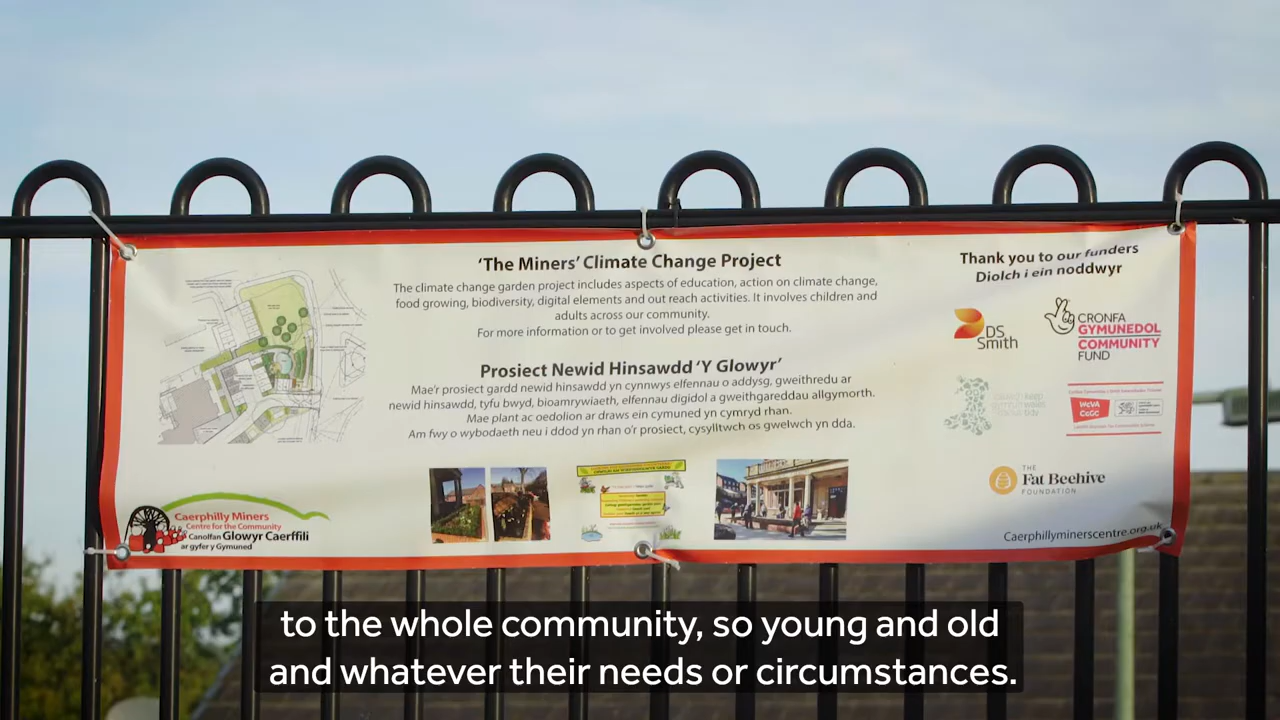 'The Miners' Climate Change Project
The climate change garden project includes aspects of education, action on climate change,
food growing, biodiversity, digital elements and out reach activities. It involves children and
adults across our community.
For more information or to get involved please get in touch.
Prosiect Newid Hinsawdd 'Y Glowyr'
Mae'r prosiect gardd newid hinsawdd yn cynnwys elfennau o addysg, gweithredu ar
newid hinsawdd, tyfu bwyd, bioamrywiaeth, elfennau digidol a gweithgareddau allgymorth.
Mae plant ac oedolion ar draws ein cymuned yn cymryd rhan.
Am fwy o wybodaeth neu i ddod yn rhan o'r prosiect, cysylltwch os gwelwch yn dda.
Thank you to our funders
Diolch i ein noddwyr
DS
Smith
CRONFA
GYMUNEDOL
COMMUNITY
FUND
WCVA
CGGC
THE
Fat Beehive
FOUNDATION
Caerphillyminerscentre.org.uk
Caerphilly Miners
Centre for the Community
Canolfan Glowyr Caerffili
ar gyfer y Gymuned
to the whole community, so young and old
and whatever their needs or circumstances.